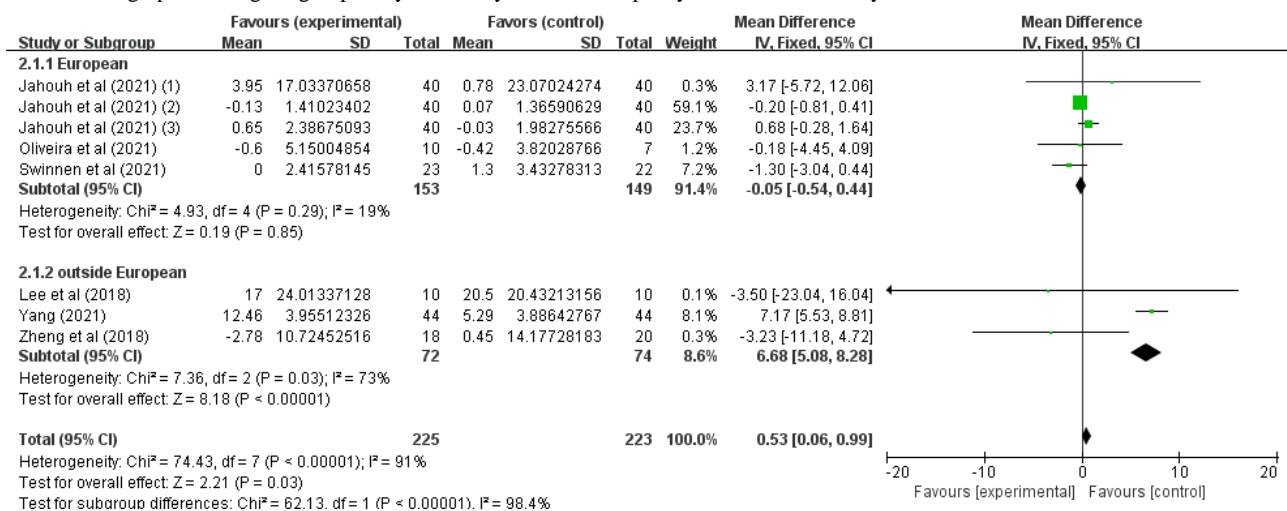 Favours (experimental) Favors (control) Mean Difference Mean Difference
Study or Subgroup Mean SD Total Mean SD Total Weight IV, Fixed, 95% CI IV, Fixed, 95% CI
2.1.1 European
Jahouh et al (2021) (1) 3.95 17.03370658 40 0.78 23.07024274 40 0.3% 3.17 [-5.72, 12.06]
Jahouh et al (2021) (2) -0.13 1.41023402 40 0.07 1.36590629 40 59.1% -0.20 [-0.81, 0.41]
Jahouh et al (2021) (3) 0.65 2.38675093 40 -0.03 1.98275566 40 23.7% 0.68 [-0.28, 1.64]
Oliveira et al (2021) -0.6 5.15004854 10 -0.42 3.82028766 7 1.2% -0.18 [-4.45, 4.09]
Swinnen et al (2021) 0 2.41578145 23 1.3 3.43278313 22 7.2% -1.30 [-3.04, 0.44]
Subtotal (95% CI) 153 149 91.4% -0.05 [-0.54, 0.44]
Heterogeneity: Chi² = 4.93, df = 4 (P = 0.29); I² = 19%
Test for overall effect: Z = 0.19 (P = 0.85)
2.1.2 outside European
Lee et al (2018) 17 24.01337128 10 20.5 20.43213156 10 0.1% -3.50 [-23.04, 16.04]
Yang (2021) 12.46 3.95512326 44 5.29 3.88642767 44 8.1% 7.17 [5.53, 8.81]
Zheng et al (2018) -2.78 10.72452516 18 0.45 14.17728183 20 0.3% -3.23 [-11.18, 4.72]
Subtotal (95% CI) 72 74 8.6% 6.68 [5.08, 8.28]
Heterogeneity: Chi² = 7.36, df = 2 (P = 0.03); I² = 73%
Test for overall effect: Z = 8.18 (P < 0.00001)
Total (95% CI) 225 223 100.0% 0.53 [0.06, 0.99]
Heterogeneity: Chi² = 74.43, df = 7 (P < 0.00001); I² = 91%
Test for overall effect: Z = 2.21 (P = 0.03)
Test for subgroup differences: Chi² = 62.13, df = 1 (P < 0.00001), I² = 98.4%
-20 -10 0 10 20
Favours [experimental] Favours [control]